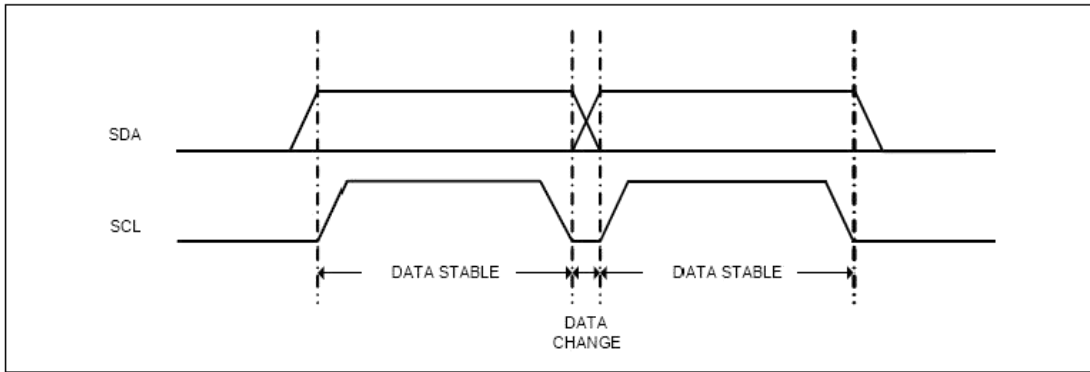 SDA
SCL
DATA STABLE
DATA STABLE
DATA
CHANGE